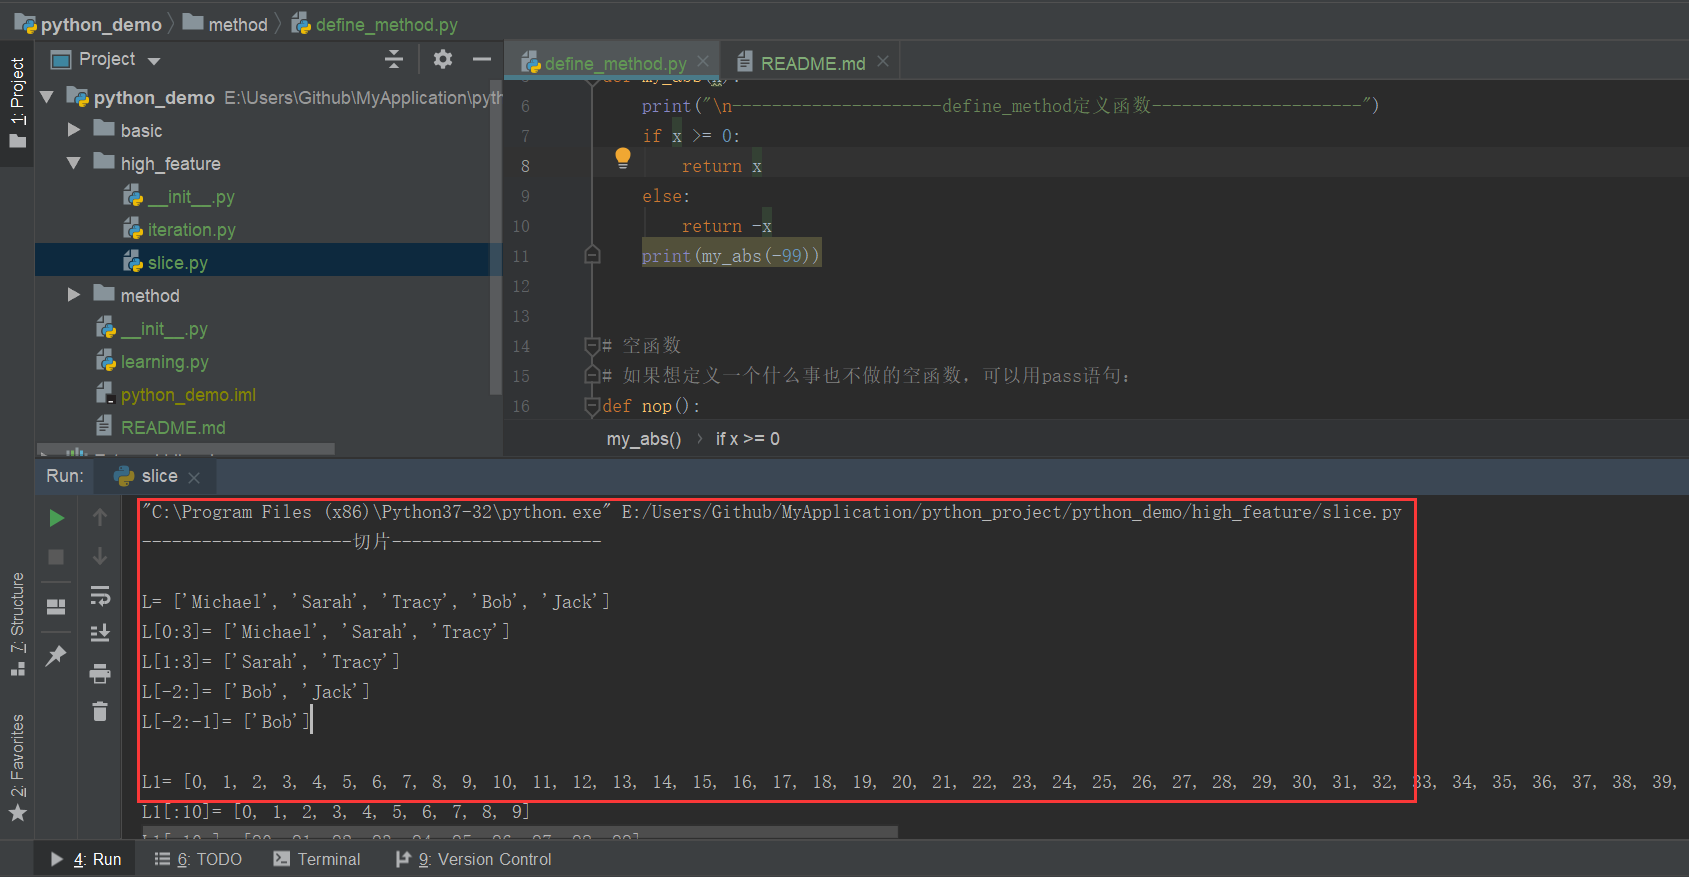 python_demo method define_method.py
1: Project
Project
define_method.py
README.md
python_demo E:\Users\Github\MyApplication\pyth
basic
high_feature
__init__.py
iteration.py
slice.py
method
__init__.py
learning.py
python_demo.iml
README.md
def my_abs(x):
6 print("\n---------------------define_method定义函数---------------------")
7 if x >= 0:
8 return x
9 else:
10 return -x
11 print(my_abs(-99))
12
13
14 # 空函数
15 # 如果想定义一个什么事也不做的空函数，可以用pass语句：
16 def nop():
my_abs() › if x >= 0
Run: slice
"C:\Program Files (x86)\Python37-32\python.exe" E:/Users/Github/MyApplication/python_project/python_demo/high_feature/slice.py
---------------------切片---------------------
L= ['Michael', 'Sarah', 'Tracy', 'Bob', 'Jack']
L[0:3]= ['Michael', 'Sarah', 'Tracy']
L[1:3]= ['Sarah', 'Tracy']
L[-2:]= ['Bob', 'Jack']
L[-2:-1]= ['Bob']
L1= [0, 1, 2, 3, 4, 5, 6, 7, 8, 9, 10, 11, 12, 13, 14, 15, 16, 17, 18, 19, 20, 21, 22, 23, 24, 25, 26, 27, 28, 29, 30, 31, 32, 33, 34, 35, 36, 37, 38, 39,
L1[:10]= [0, 1, 2, 3, 4, 5, 6, 7, 8, 9]
7: Structure
2: Favorites
4: Run
6: TODO
Terminal
9: Version Control